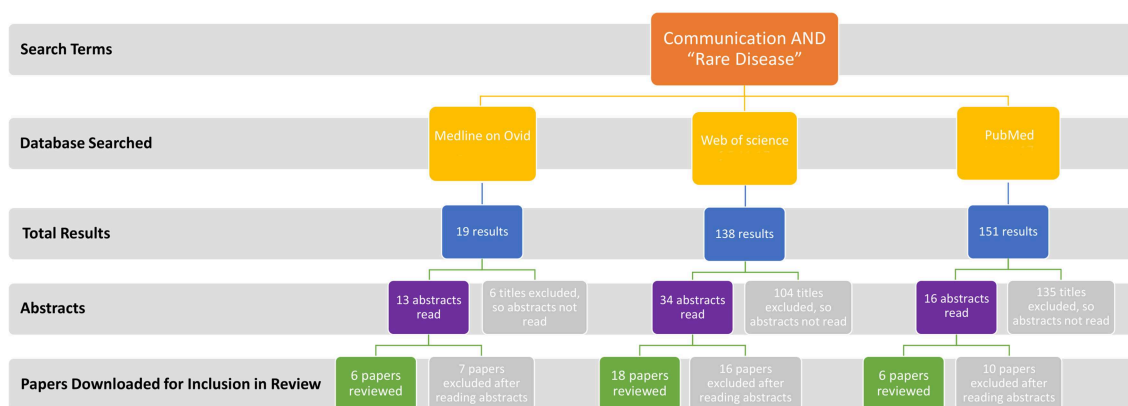 Search Terms
Communication AND
“Rare Disease”
Database Searched
Medline on Ovid
Web of science
PubMed
Total Results
19 results
138 results
151 results
Abstracts
13 abstracts
read
6 titles excluded,
so abstracts not
read
34 abstracts
read
104 titles
excluded, so
abstracts not
read
16 abstracts
read
135 titles
excluded, so
abstracts not read
Papers Downloaded for Inclusion in Review
6 papers
reviewed
7 papers
excluded after
reading abstracts
18 papers
reviewed
16 papers
excluded after
reading abstracts
6 papers
reviewed
10 papers
excluded after
reading abstracts